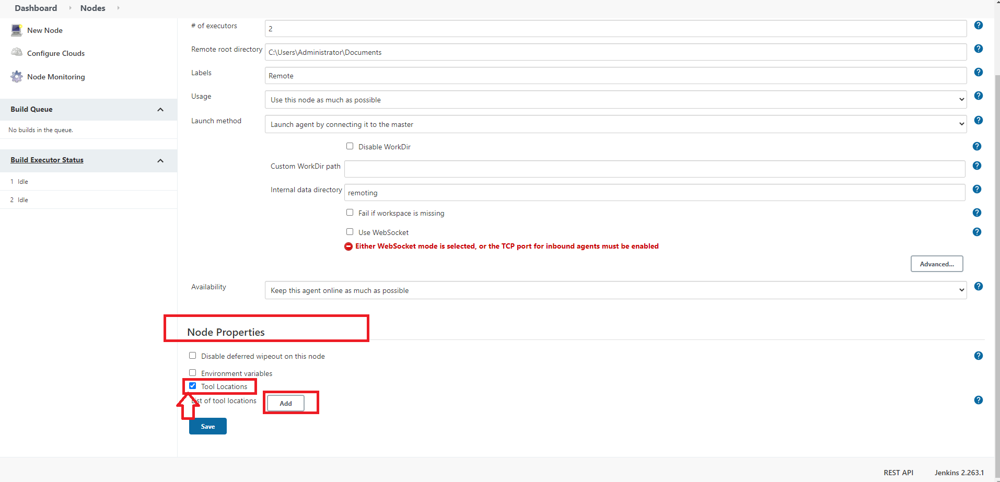 Dashboard Nodes
New Node
Configure Clouds
Node Monitoring
Build Queue
No builds in the queue.
Build Executor Status
1 Idle
2 Idle
# of executors
2
Remote root directory
C:\Users\Administrator\Documents
Labels
Remote
Usage
Use this node as much as possible
Launch method
Launch agent by connecting it to the master
Disable WorkDir
Custom WorkDir path
Internal data directory
remoting
Fail if workspace is missing
Use WebSocket
Either WebSocket mode is selected, or the TCP port for inbound agents must be enabled
Advanced...
Availability
Keep this agent online as much as possible
Node Properties
Disable deferred wipeout on this node
Environment variables
Tool Locations
List of tool locations
Add
Save
REST API Jenkins 2.263.1